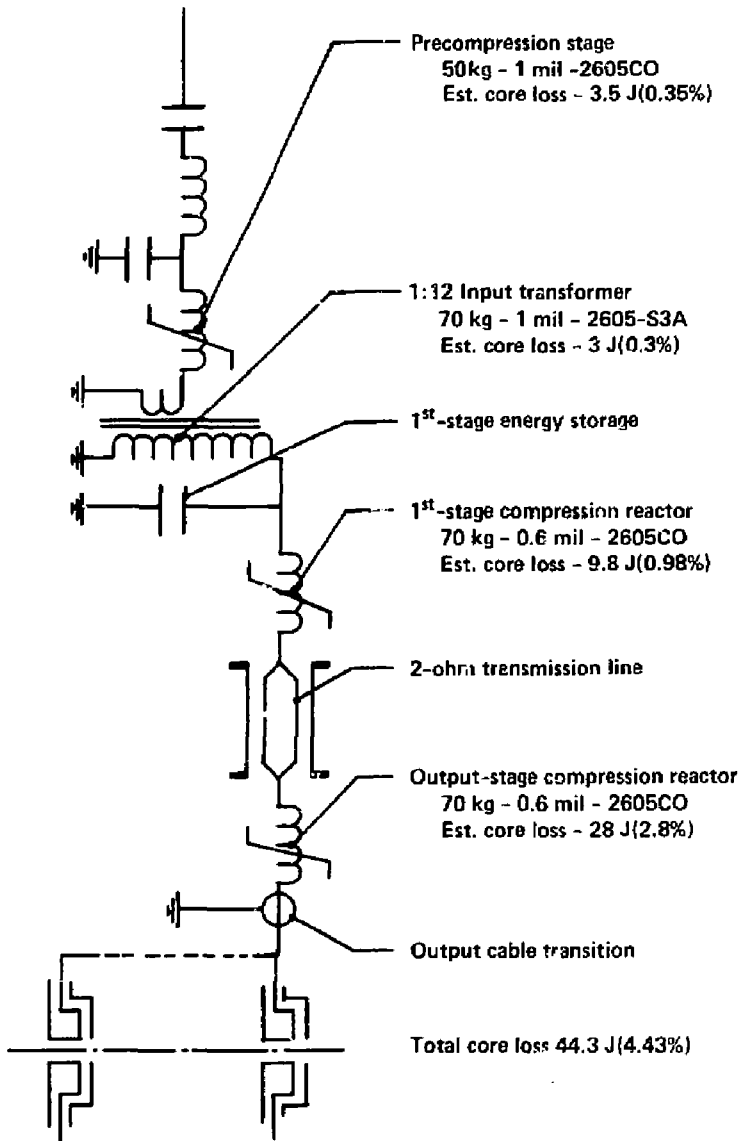 Precompression stage
50kg - 1 mil -2605CO
Est. core loss - 3.5 J(0.35%)
1:12 Input transformer
70 kg - 1 mil - 2605-S3A
Est. core loss - 3 J(0.3%)
1st-stage energy storage
1st-stage compression reactor
70 kg - 0.6 mil - 2605CO
Est. core loss - 9.8 J(0.98%)
2-ohm transmission line
Output-stage compression reactor
70 kg - 0.6 mil - 2605CO
Est. core loss - 28 J(2.8%)
Output cable transition
Total core loss 44.3 J(4.43%)